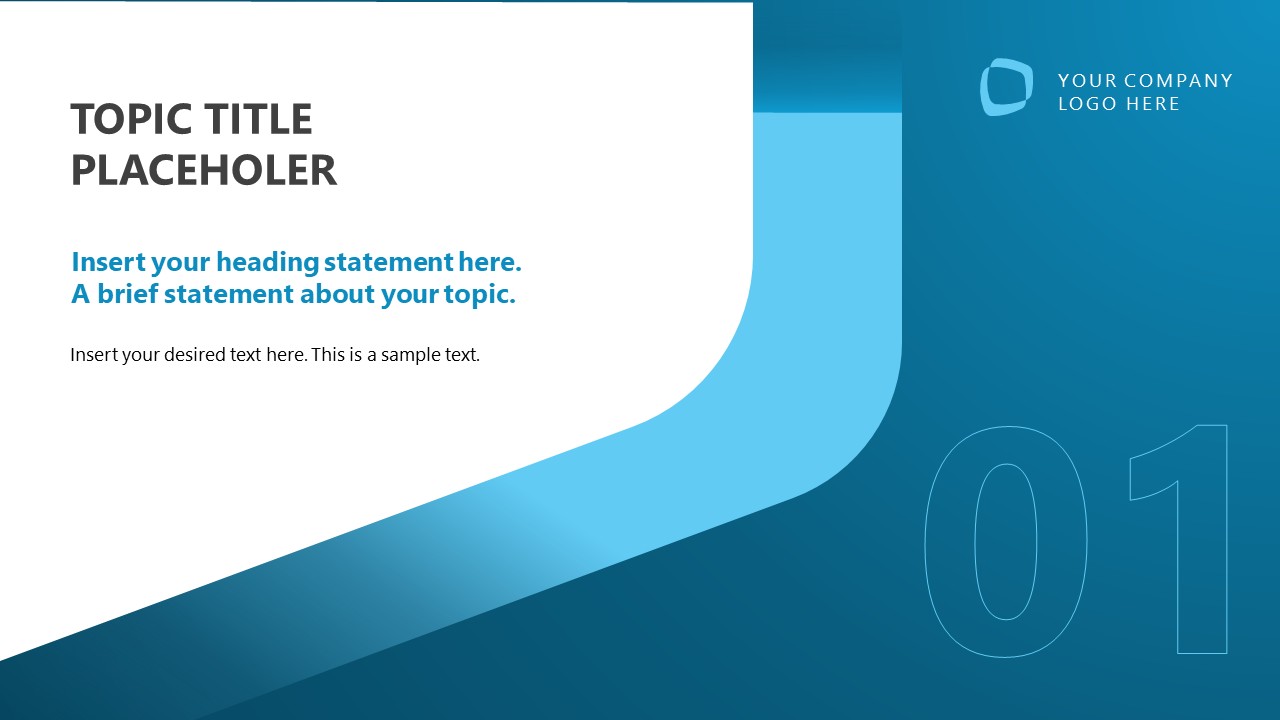 TOPIC TITLE
PLACEHOLER
Insert your heading statement here.
A brief statement about your topic.
Insert your desired text here. This is a sample text.
YOUR COMPANY
LOGO HERE
01